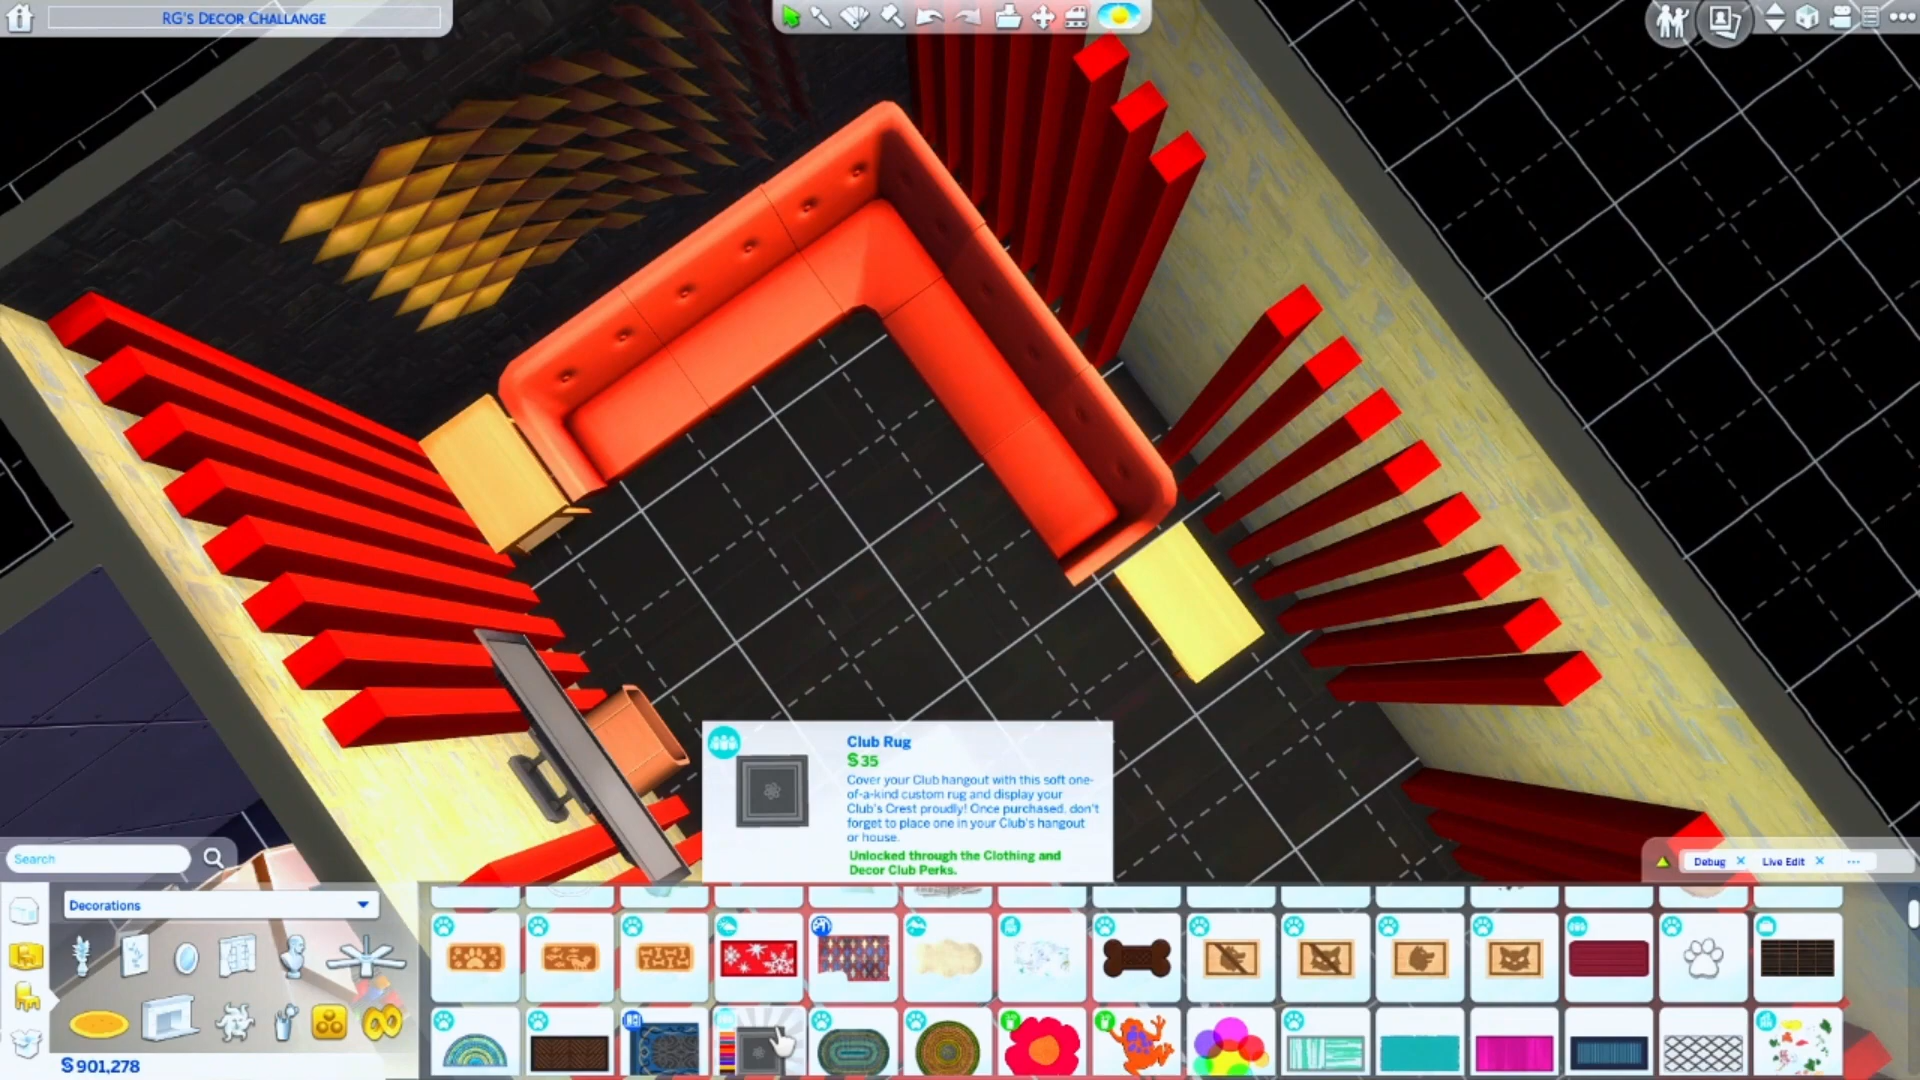 RG's Decor Challange
Club Rug
§35
Cover your Club hangout with this soft one-
of-a-kind custom rug and display your
Club's Crest proudly! Once purchased, don't
forget to place one in your Club's hangout
or house.
Unlocked through the Clothing and
Decor Club Perks.
Search
Debug
Live Edit
Decorations
§901,278